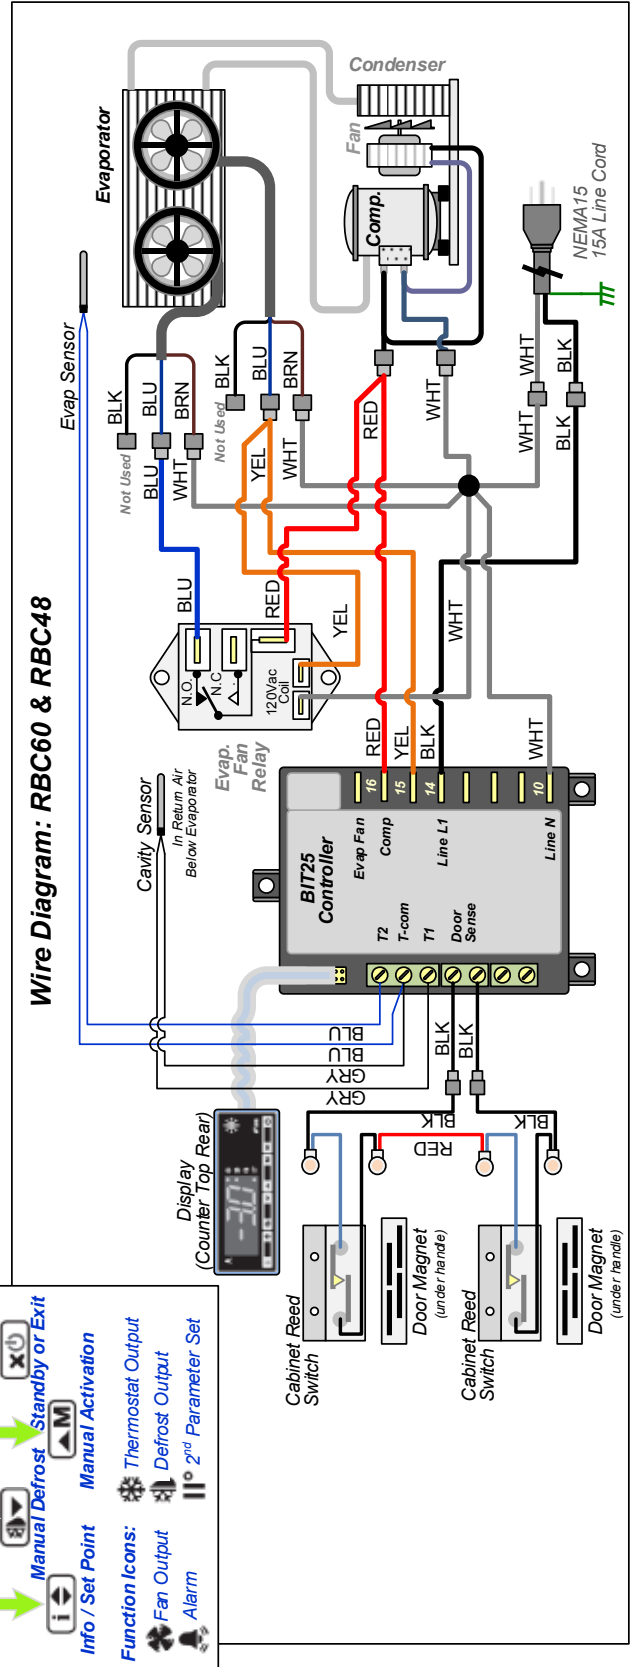 Wire Diagram: RBC60 & RBC48
Evaporator
Condenser
Fan
Comp.
NEMA15
15A Line Cord
Evap Sensor
BLK
BLU
BRN
Not Used
BLU
WHT
BLK
BLU
BRN
Not Used
YEL
WHT
RED
WHT
WHT
WHT
BLK
BLK
BLU
RED
YEL
WHT
N.O.
N.C
120Vac
Coil
Evap.
Fan
Relay
Cavity Sensor
In Return Air
Below Evaporator
RED
YEL
BLK
WHT
BIT25
Controller
Evap Fan
16
Comp
15
14
Line L1
10
Line N
T2
T-com
T1
Door
Sense
BLU
BLU
GRY
GRY
BLK
BLK
BLK
BLK
RED
Display
(Counter Top Rear)
-3.0
Cabinet Reed
Switch
Door Magnet
(under handle)
Cabinet Reed
Switch
Door Magnet
(under handle)
Manual Defrost
Standby or Exit
i
M
Info / Set Point
Manual Activation
Function Icons:
Fan Output
Thermostat Output
Alarm
Defrost Output
2nd Parameter Set